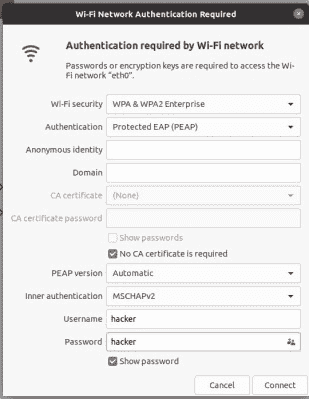 Wi-Fi Network Authentication Required
Authentication required by Wi-Fi network
Passwords or encryption keys are required to access the Wi-
Fi network “eth0”.
Wi-Fi security WPA & WPA2 Enterprise
Authentication Protected EAP (PEAP)
Anonymous identity
Domain
CA certificate (None)
CA certificate password
Show passwords
No CA certificate is required
PEAP version Automatic
Inner authentication MSCHAPv2
Username hacker
Password hacker
Show password
Cancel Connect